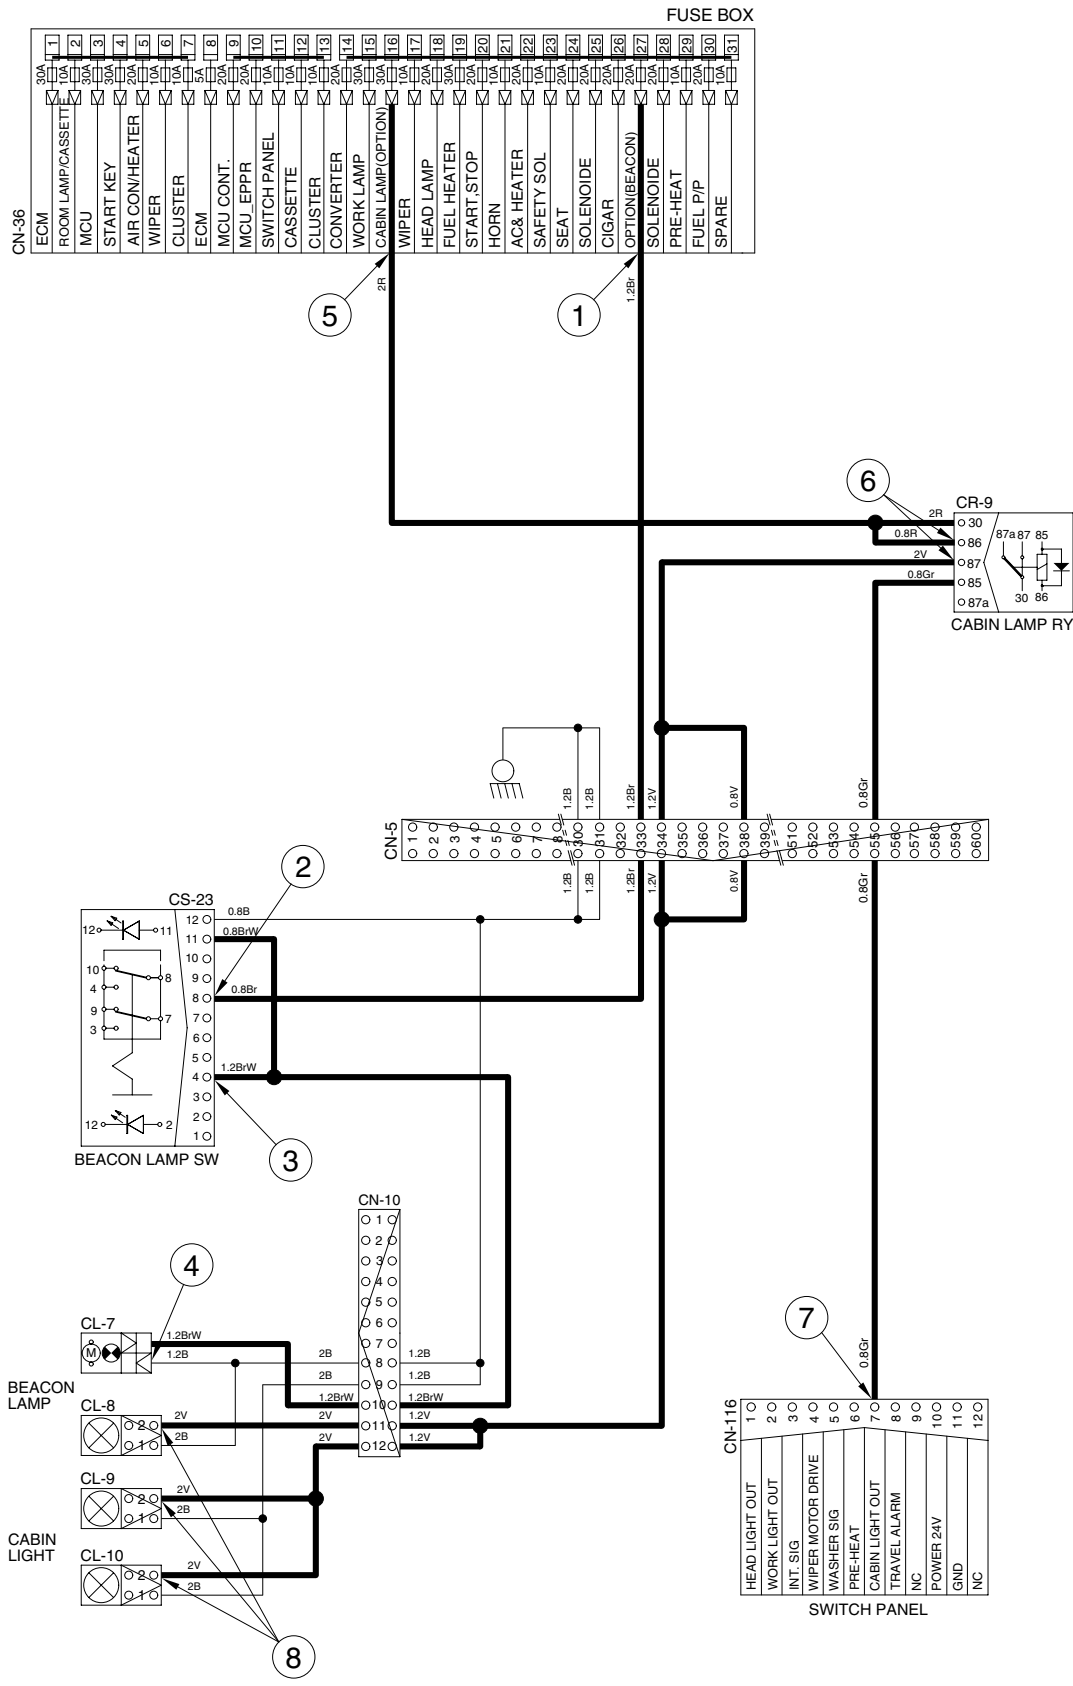 FUSE BOX
1 2 3 4 5 6 7 8 9 10 11 12 13 14 15 16 17 18 19 20 21 22 23 24 25 26 27 28 29 30 31
30A 10A 30A 30A 20A 10A 10A 5A 20A 20A 10A 10A 10A 20A 30A 30A 10A 20A 30A 20A 10A 20A 10A 20A 20A 10A 20A 20A 10A 20A 10A
CN-36
ECM
ROOM LAMP/CASSETTE
MCU
START KEY
AIR CON/HEATER
WIPER
CLUSTER
ECM
MCU CONT.
MCU_EPPR
SWITCH PANEL
CASSETTE
CLUSTER
CONVERTER
WORK LAMP
CABIN LAMP(OPTION)
WIPER
HEAD LAMP
FUEL HEATER
START,STOP
HORN
AC& HEATER
SAFETY SOL
SEAT
SOLENOIDE
CIGAR
OPTION(BEACON)
SOLENOIDE
PRE-HEAT
FUEL P/P
SPARE
2R
1.2Br
5
1
6
CR-9
2R
30
0.8R
86
2V
87
0.8Gr
85
87a
87a 87 85
30 86
CABIN LAMP RY
1.2B 1.2B 1.2Br 1.2V 0.8V 0.8Gr
CN-5
1 2 3 4 5 6 7 8 30 31 32 33 34 35 36 37 38 39 51 52 53 54 55 56 57 58 59 60
1.2B 1.2B 1.2Br 1.2V 0.8V 0.8Gr
2
CS-23
12 11
10 8
4
9 7
3
12 2
12 0.8B
11 0.8BrW
10
9
8 0.8Br
7
6
5
4 1.2BrW
3
2
1
BEACON LAMP SW
3
CN-10
1
2
3
4
5
6
7
8
9
10
11
12
4
CL-7
M
1.2BrW
1.2B
2B 1.2B
2B 1.2B
1.2BrW 1.2BrW
2V 1.2V
2V 1.2V
BEACON
LAMP
CL-8
2 2V
1 2B
CL-9
2 2V
1 2B
CABIN
LIGHT
CL-10
2 2V
1 2B
8
7
0.8Gr
CN-116
1 2 3 4 5 6 7 8 9 10 11 12
HEAD LIGHT OUT
WORK LIGHT OUT
INT. SIG
WIPER MOTOR DRIVE
WASHER SIG
PRE-HEAT
CABIN LIGHT OUT
TRAVEL ALARM
NC
POWER 24V
GND
NC
SWITCH PANEL